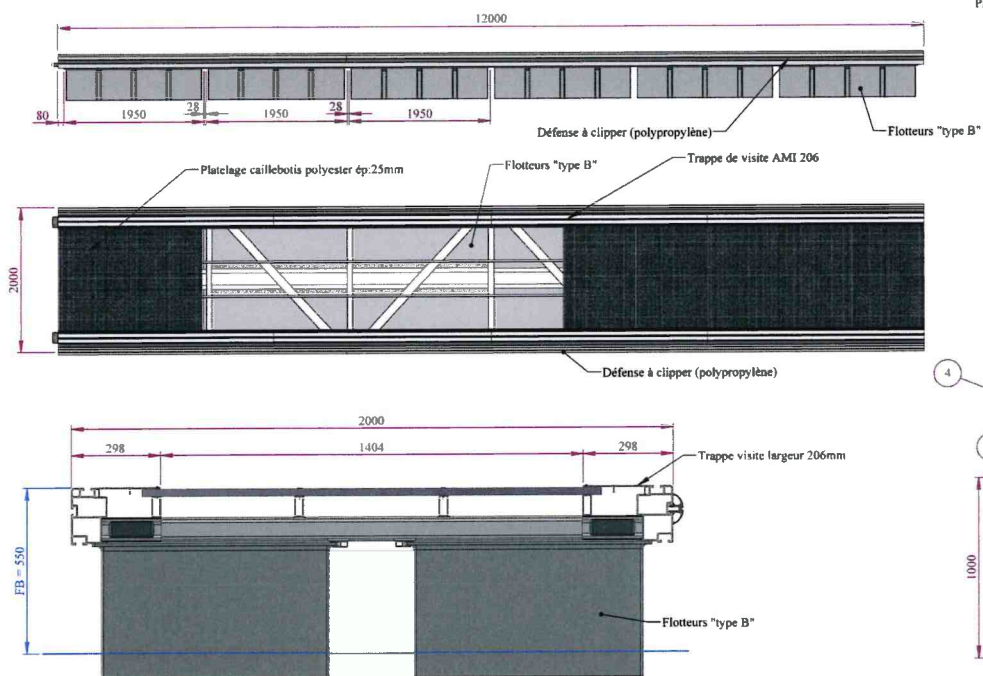 12000
80
1950
28
1950
28
1950
Défense à clipper (polypropylène)
Flotteurs "type B"
Platelage caillebotis polyester ép:25mm
Flotteurs "type B"
Trappe de visite AMI 206
2000
Défense à clipper (polypropylène)
4
2000
298
1404
298
Trappe visite largeur 206mm
FB = 550
1000
Flotteurs "type B"